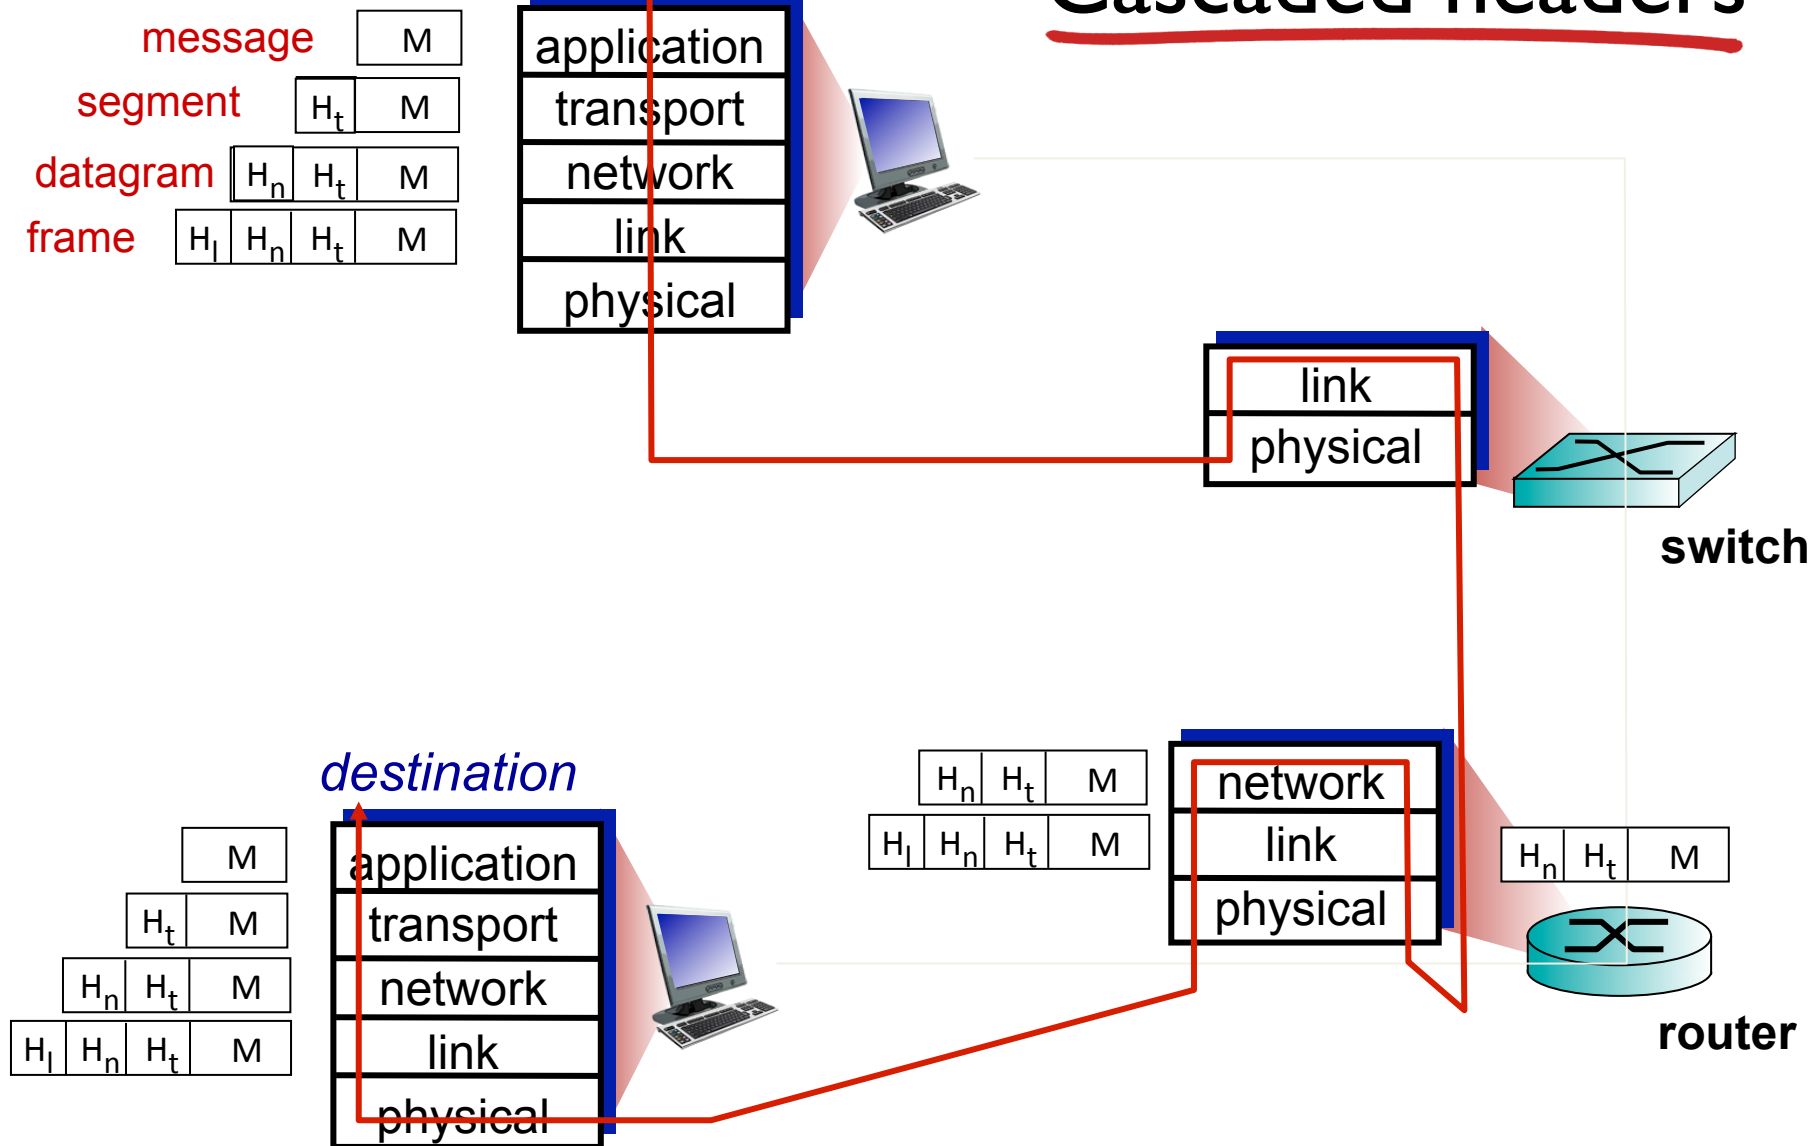 Cascaded headers
message M
segment Ht M
datagram Hn Ht M
frame Hl Hn Ht M
application
transport
network
link
physical
link
physical
switch
destination
M
Ht M
Hn Ht M
Hl Hn Ht M
application
transport
network
link
physical
Hn Ht M
Hl Hn Ht M
network
link
physical
Hn Ht M
router